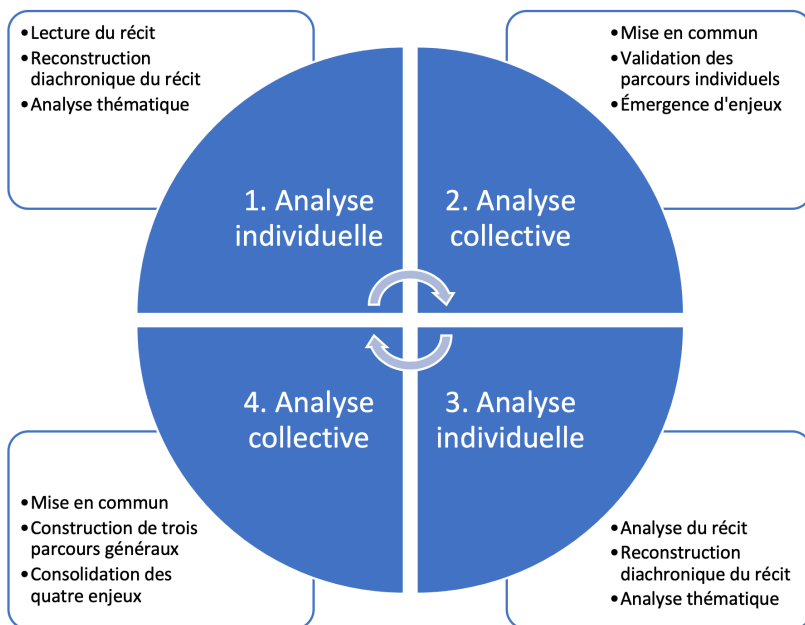 •Lecture du récit
•Reconstruction
diachronique du récit
•Analyse thématique
•Mise en commun
•Validation des
parcours individuels
•Émergence d'enjeux
1. Analyse
individuelle
2. Analyse
collective
4. Analyse
collective
3. Analyse
individuelle
•Mise en commun
•Construction de trois
parcours généraux
•Consolidation des
quatre enjeux
•Analyse du récit
•Reconstruction
diachronique du récit
•Analyse thématique